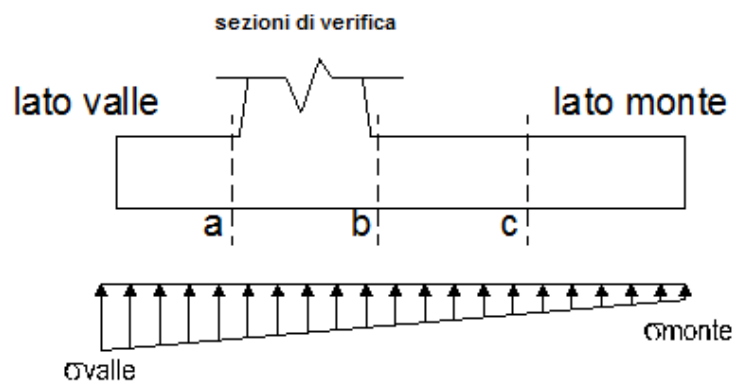 sezioni di verifica
lato valle
lato monte
a
b
c
σmonte
σvalle